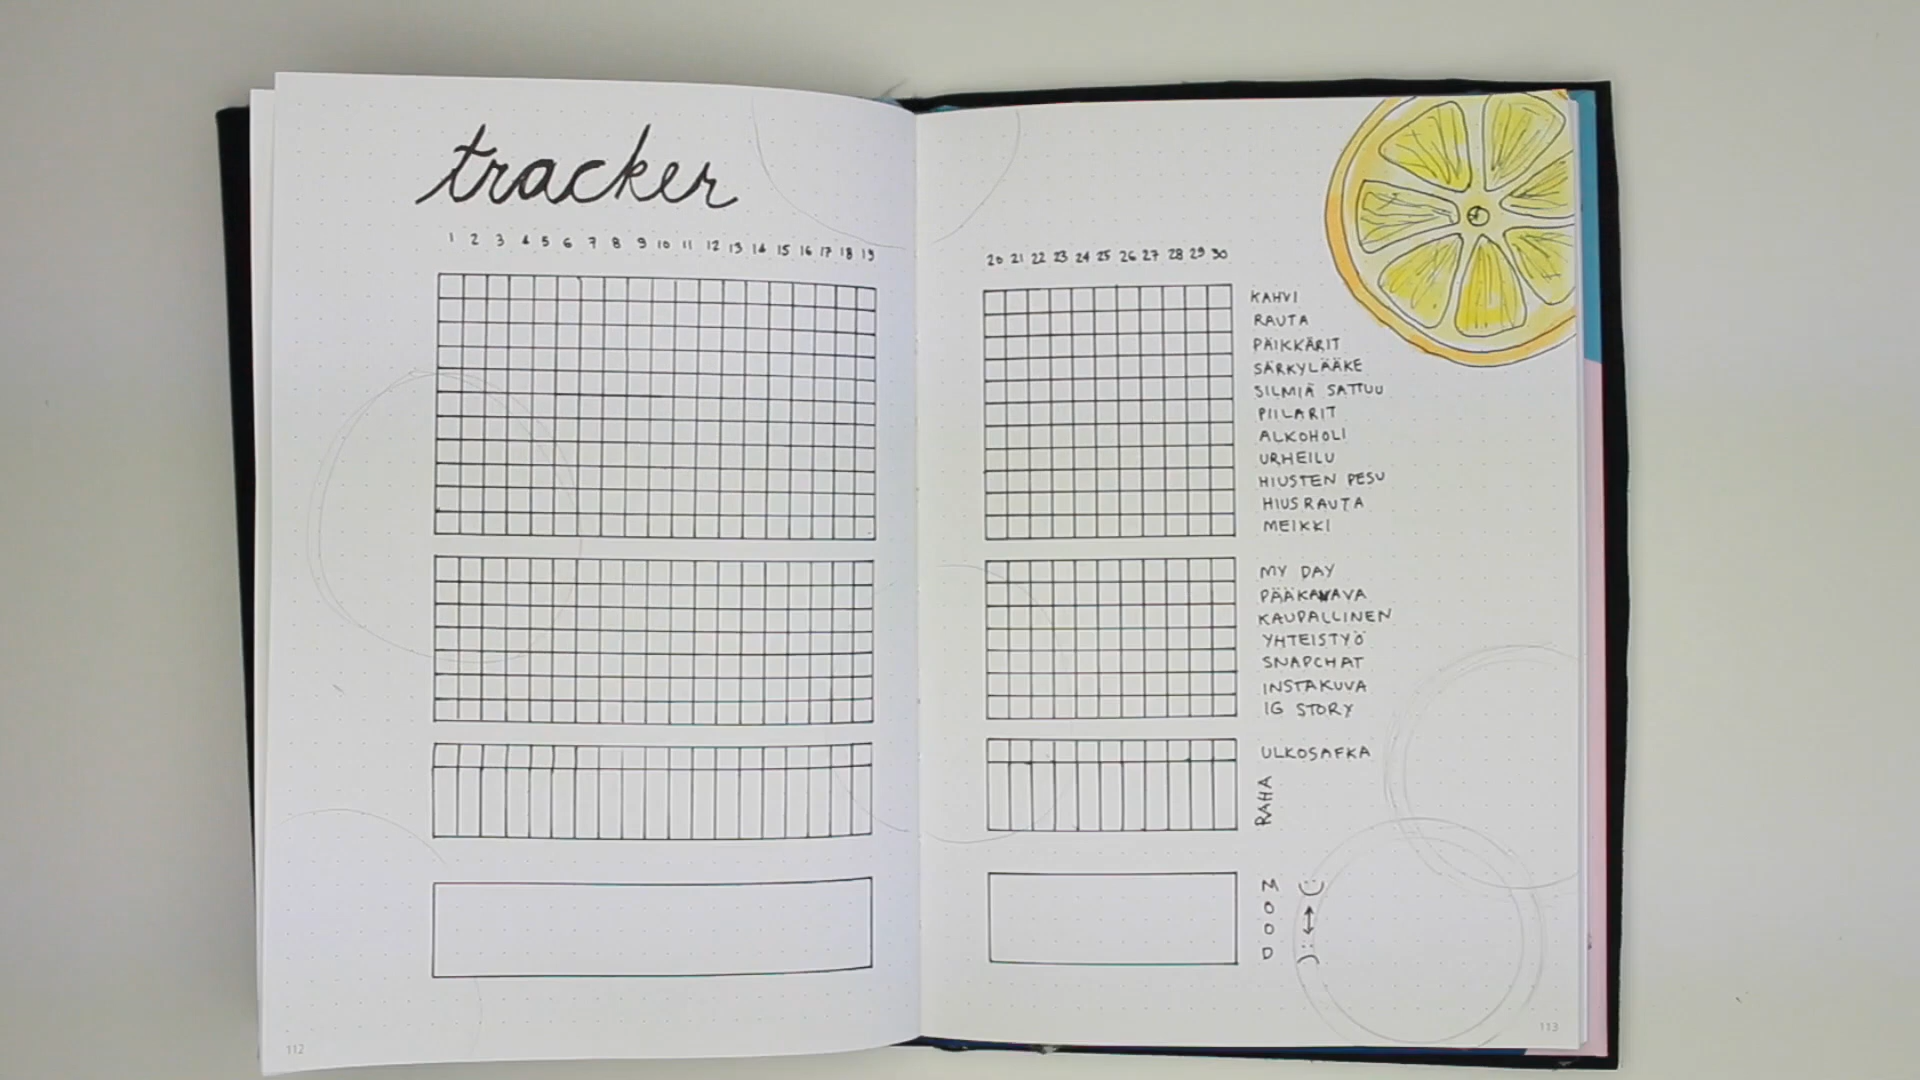 tracker
1 2 3 4 5 6 7 8 9 10 11 12 13 14 15 16 17 18 19
20 21 22 23 24 25 26 27 28 29 30
KAHVI
RAUTA
PÄIKKÄRIT
SÄRKYLÄÄKE
SILMIÄ SATTUU
PIILARIT
ALKOHOLI
URHEILU
HIUSTEN PESU
HIUSRAUTA
MEIKKI
MY DAY
PÄÄKANAVA
KAUPALLINEN
YHTEISTYÖ
SNAPCHAT
INSTAKUVA
IG STORY
ULKOSAFKA
RAHA
MOOD
112
113